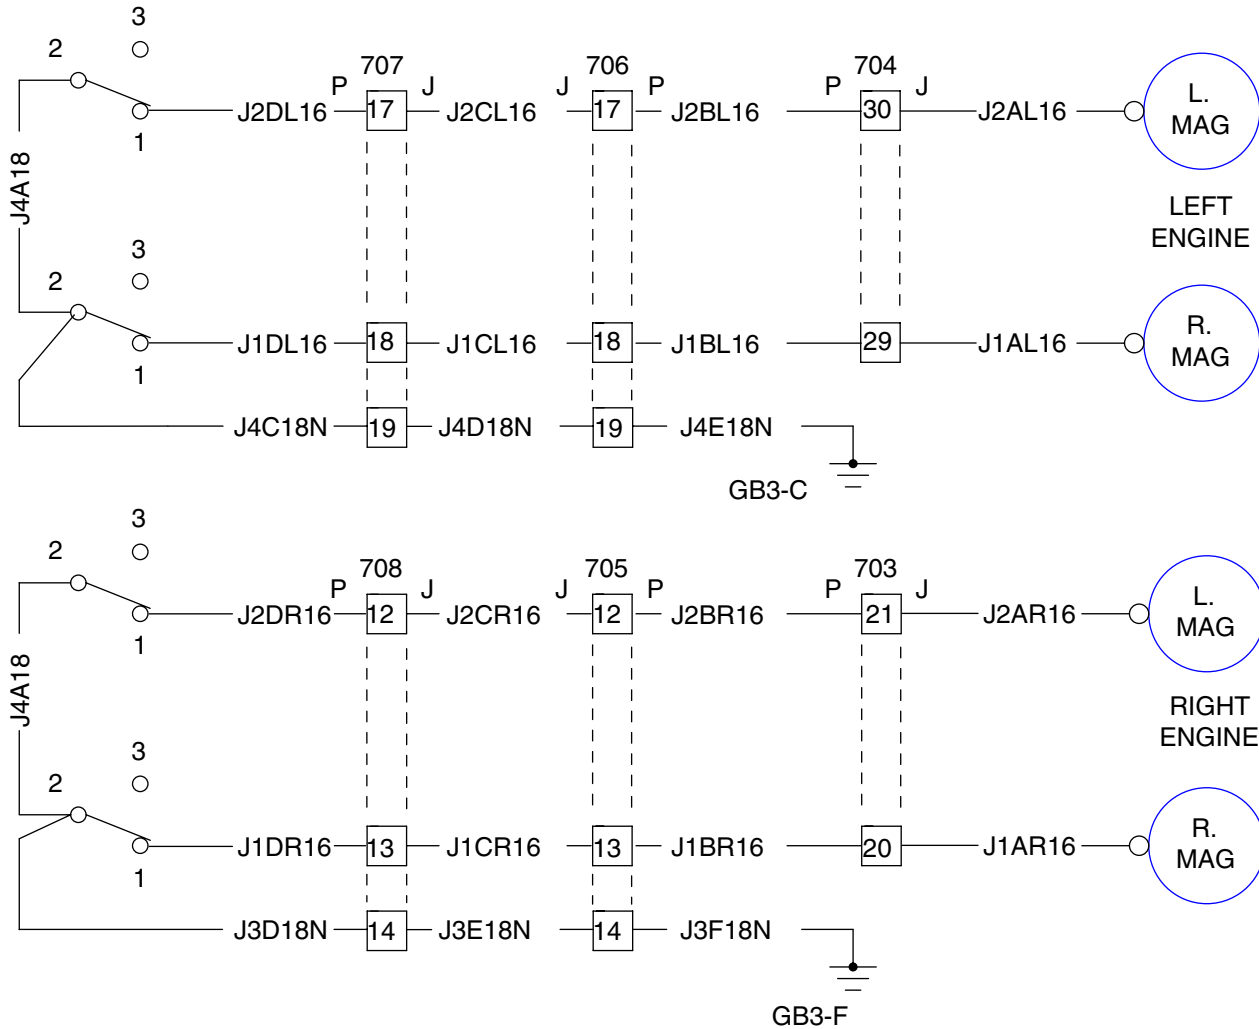 3
2
707
706
704
P
J
J
P
P
J
J2DL16
17
J2CL16
17
J2BL16
30
J2AL16
L.
MAG
1
J4A18
LEFT
ENGINE
3
2
J1DL16
18
J1CL16
18
J1BL16
29
J1AL16
R.
MAG
1
J4C18N
19
J4D18N
19
J4E18N
GB3-C
3
2
708
705
703
P
J
J
P
P
J
J2DR16
12
J2CR16
12
J2BR16
21
J2AR16
L.
MAG
1
J4A18
RIGHT
ENGINE
3
2
J1DR16
13
J1CR16
13
J1BR16
20
J1AR16
R.
MAG
1
J3D18N
14
J3E18N
14
J3F18N
GB3-F